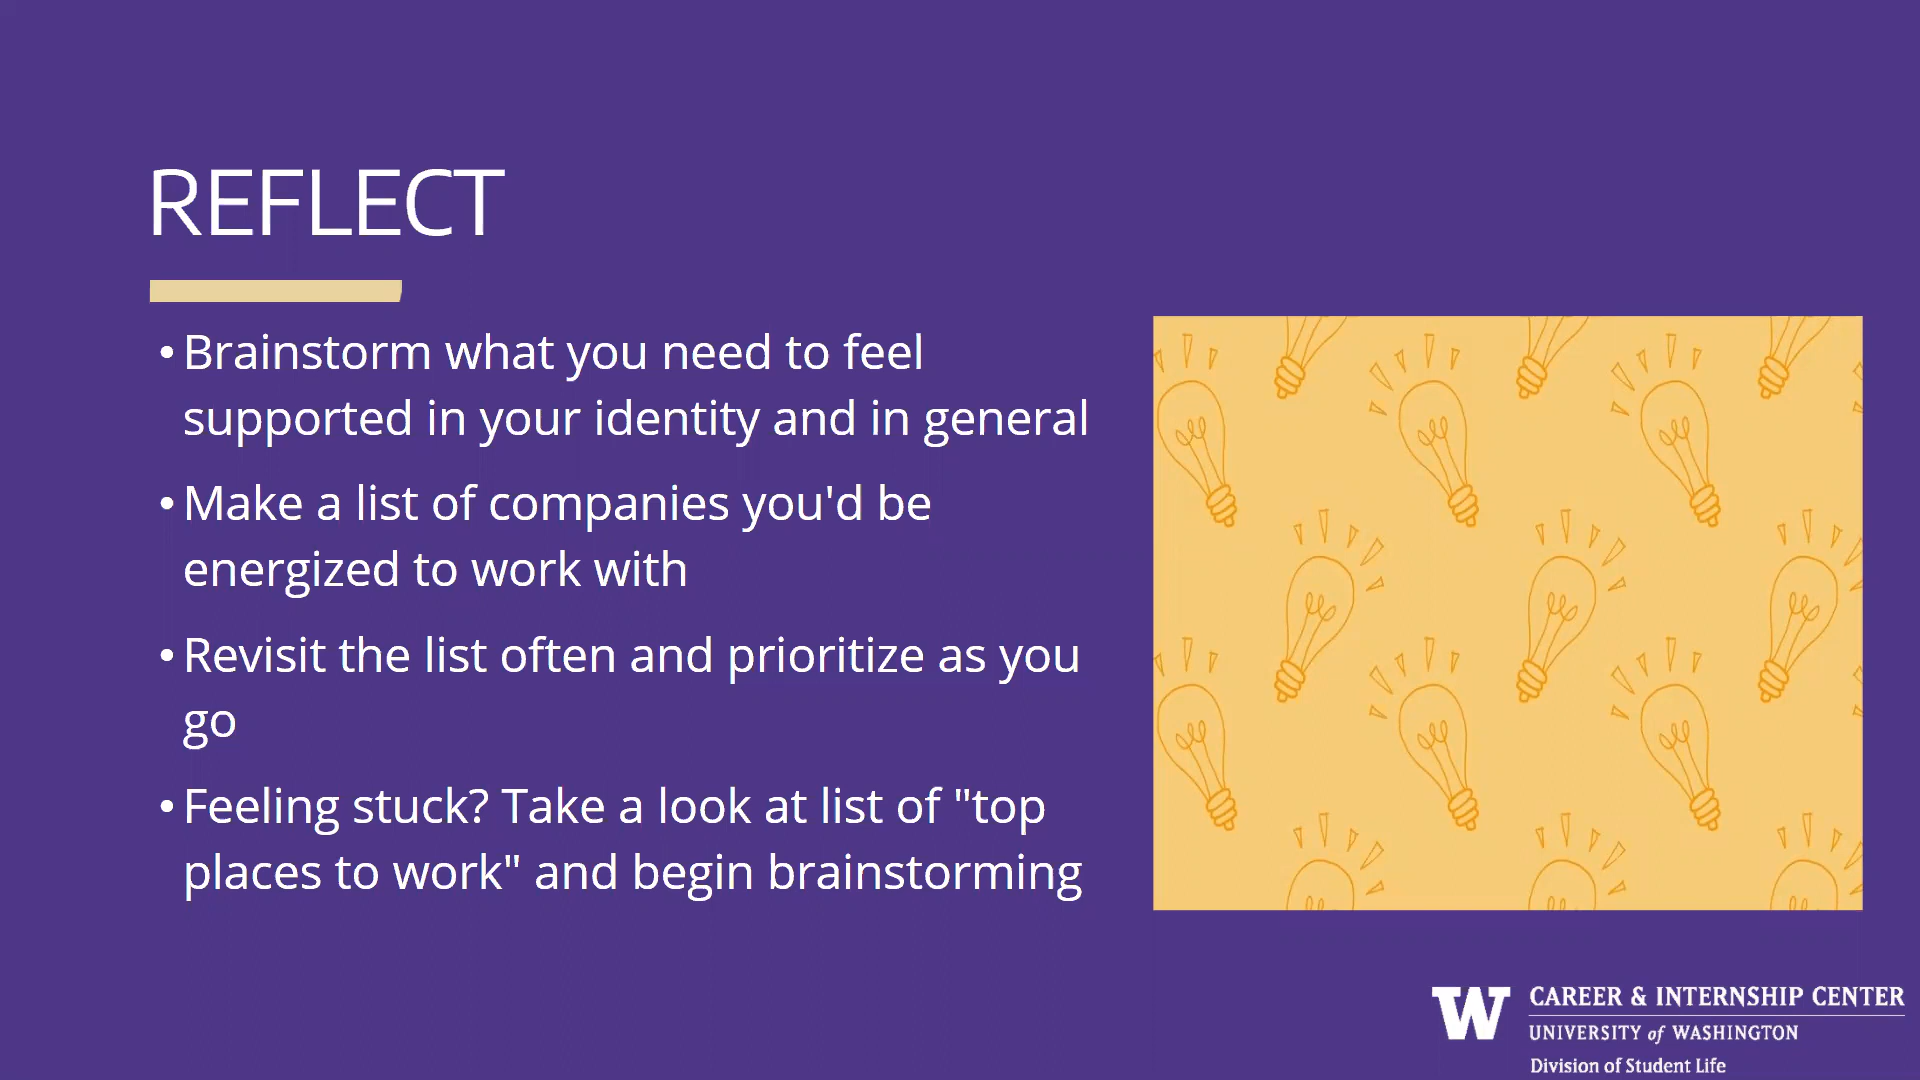 REFLECT
• Brainstorm what you need to feel
supported in your identity and in general
• Make a list of companies you'd be
energized to work with
• Revisit the list often and prioritize as you
go
• Feeling stuck? Take a look at list of "top
places to work" and begin brainstorming
W CAREER & INTERNSHIP CENTER
UNIVERSITY of WASHINGTON
Division of Student Life